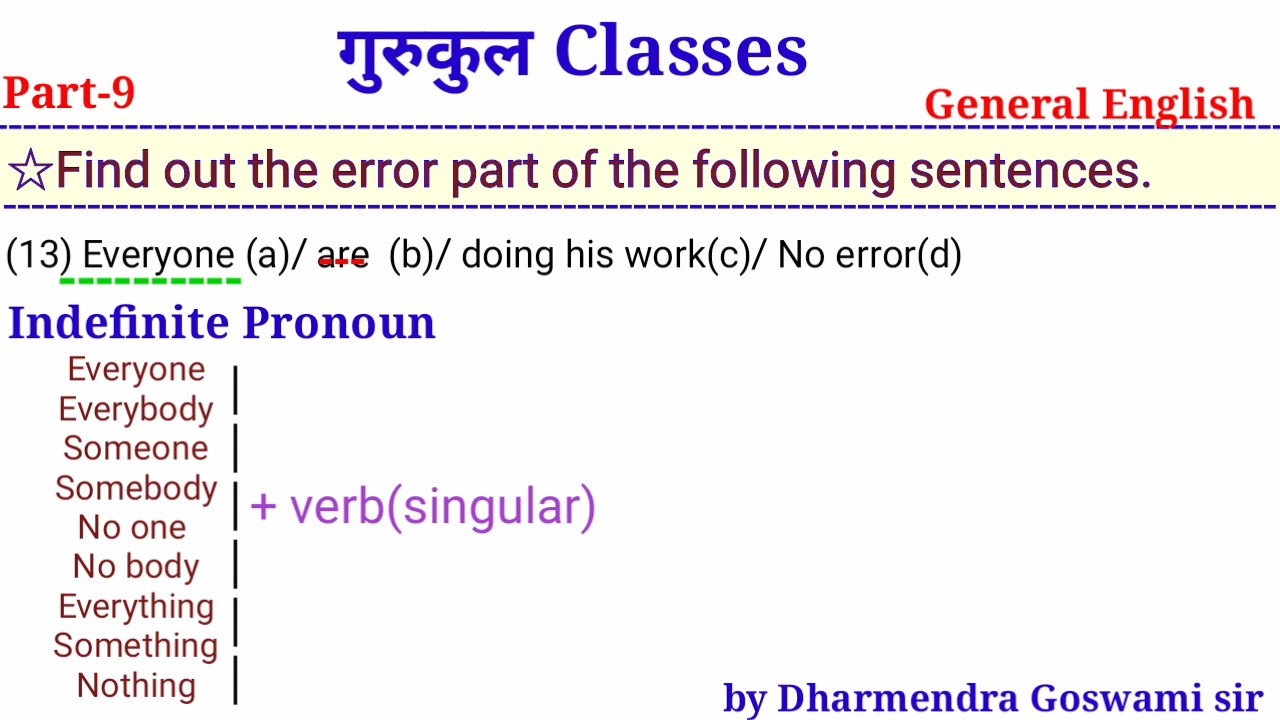 गुरुकुल Classes
Part-9
General English
☆Find out the error part of the following sentences.
(13) Everyone (a)/ are (b)/ doing his work(c)/ No error(d)
Indefinite Pronoun
Everyone
Everybody
Someone
Somebody
+ verb(singular)
No one
No body
Everything
Something
Nothing
by Dharmendra Goswami sir